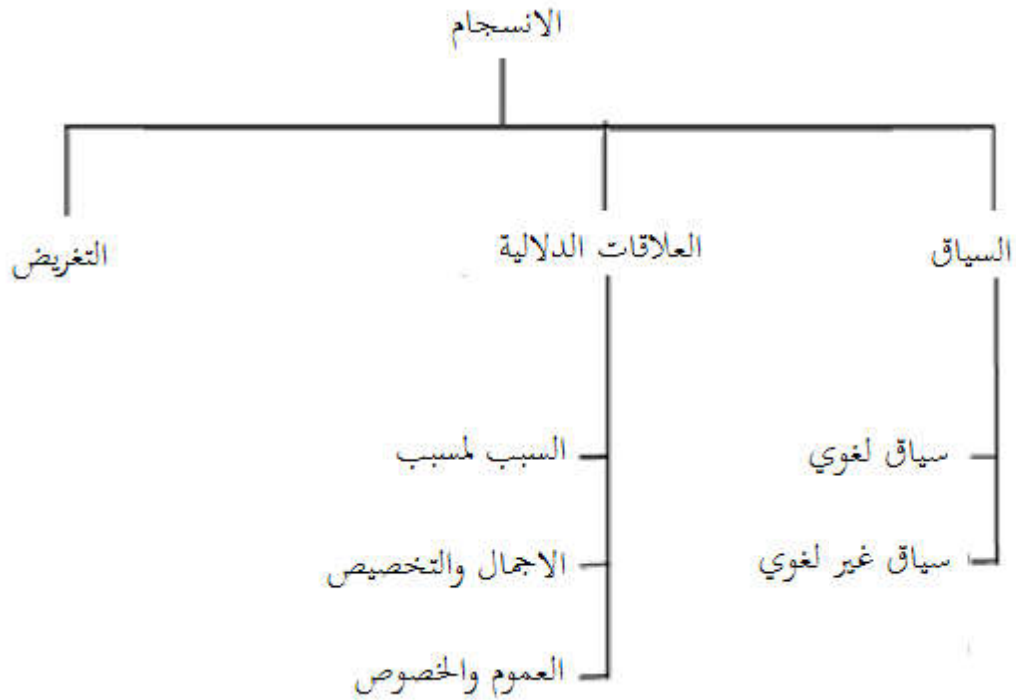 الانسجام
السياق
العلاقات الدلالية
التغريض
سياق لغوي
سياق غير لغوي
السبب لمسبب
الاجمال والتخصيص
العموم والخصوص